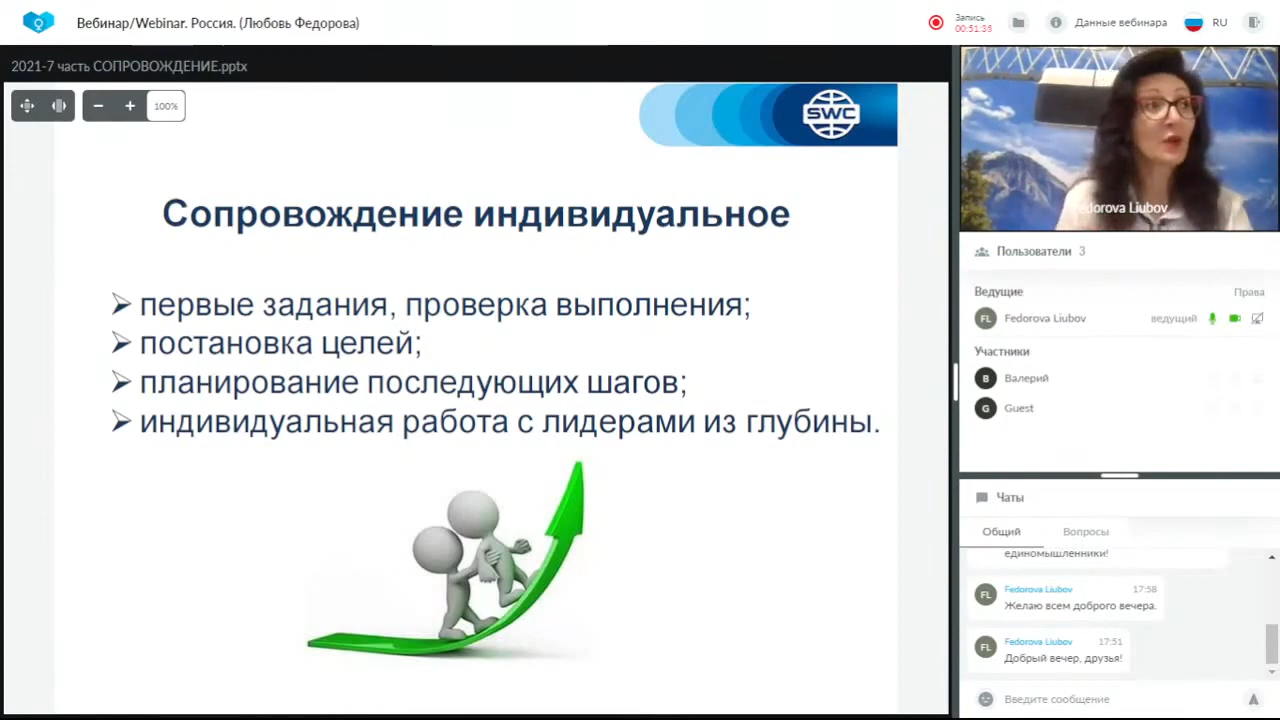 Вебинар/Webinar. Россия. (Любовь Федорова)
Запись
00:51:35
Данные вебинара
RU
2021-7 часть СОПРОВОЖДЕНИЕ.pptx
100%
SWC
Сопровождение индивидуальное
первые задания, проверка выполнения;
постановка целей;
планирование последующих шагов;
индивидуальная работа с лидерами из глубины.
Fedorova Liubov
Пользователи 3
Ведущие Права
FL Fedorova Liubov ведущий
Участники
В Валерий
G Guest
Чаты
Общий Вопросы
единомышленники!
FL Fedorova Liubov 17:58
Желаю всем доброго вечера.
FL Fedorova Liubov 17:51
Добрый вечер, друзья!
Введите сообщение